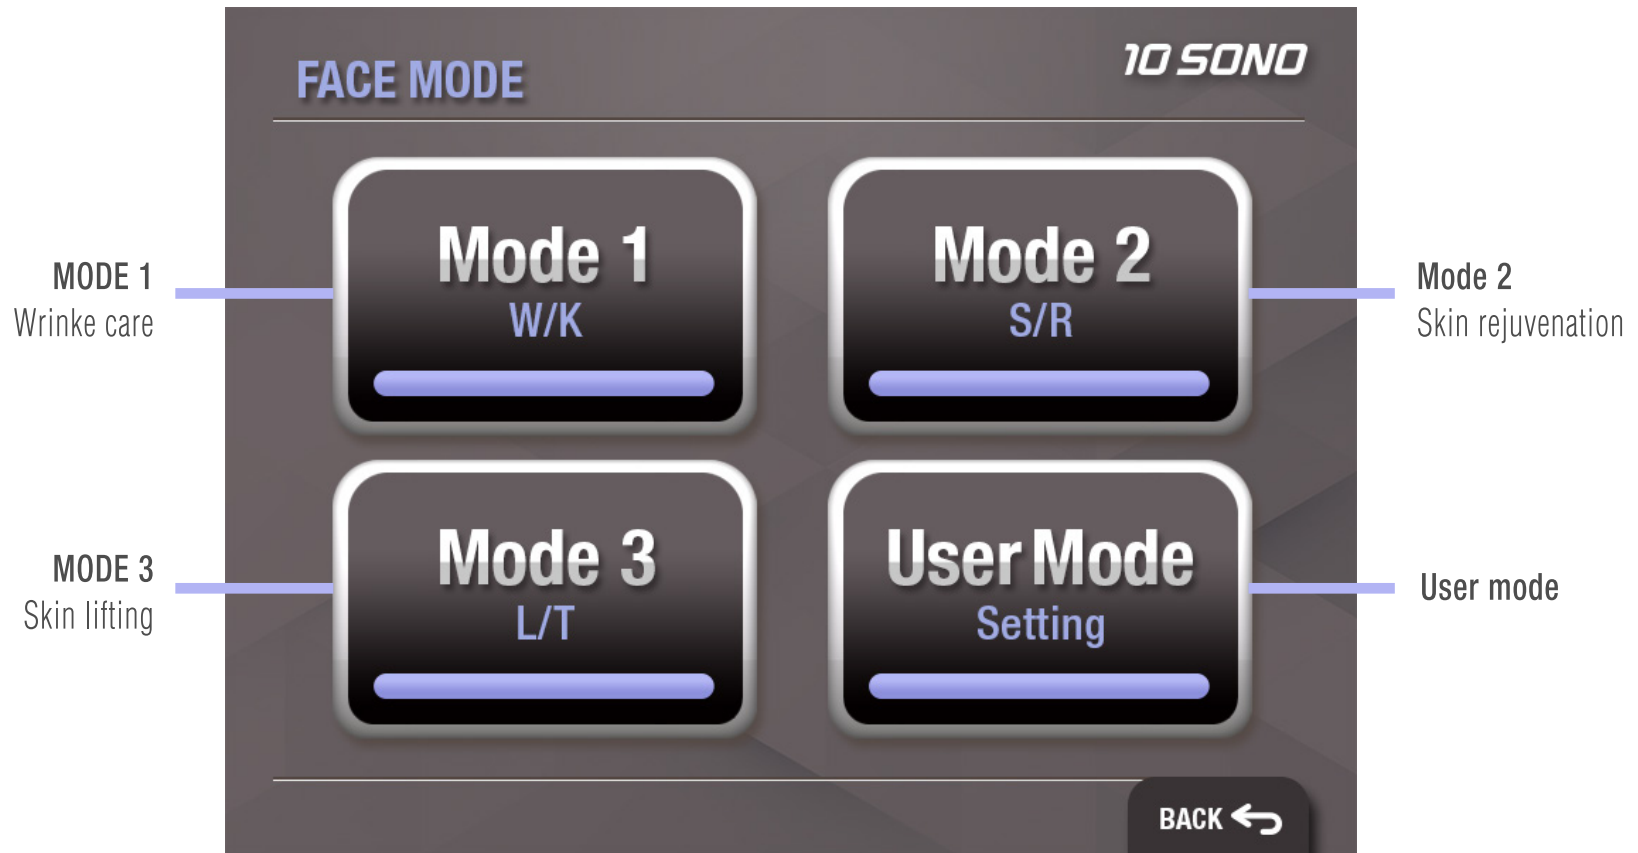 FACE MODE
10 SONO
MODE 1
Wrinke care
Mode 1
W/K
Mode 2
S/R
Mode 2
Skin rejuvenation
MODE 3
Skin lifting
Mode 3
L/T
User Mode
Setting
User mode
BACK